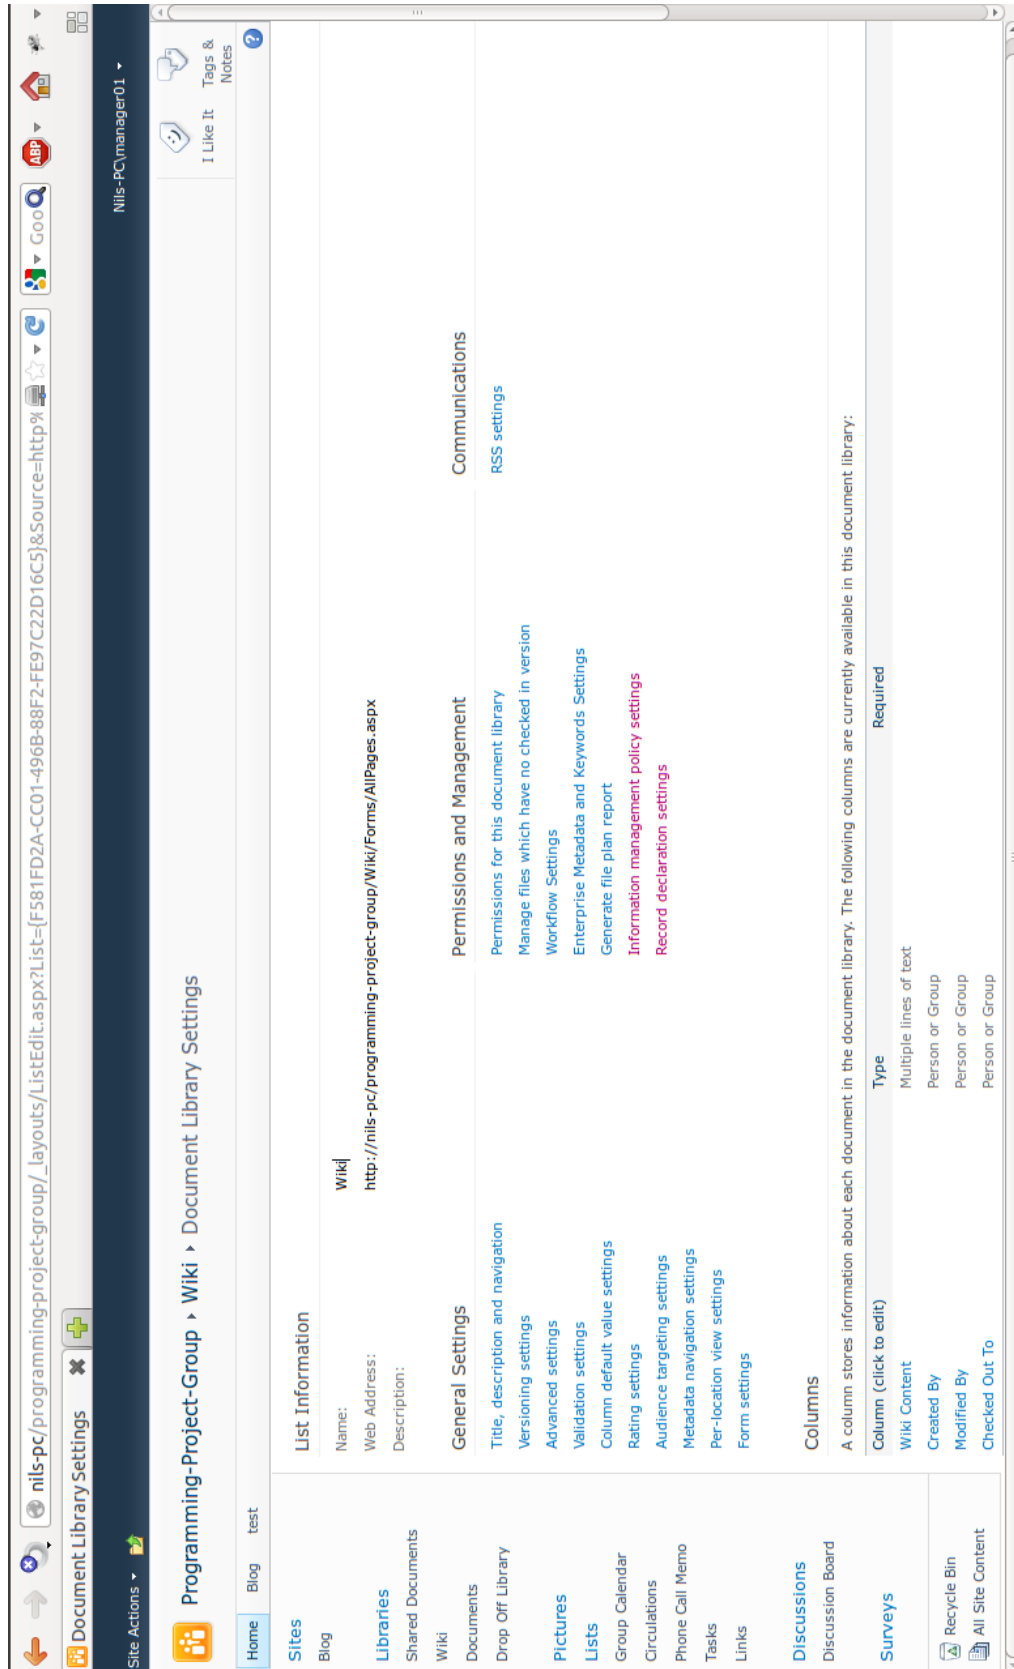 nils-pc/programming-project-group/_layouts/ListEdit.aspx?List={F581FD2A-CC01-496B-88F2-FE97C22D16C5}&Source=http%
Goo
ABP
Document Library Settings
Site Actions
Nils-PC\manager01
Programming-Project-Group ▸ Wiki ▸ Document Library Settings
I Like It
Tags & Notes
Home
Blog
test
Sites
Blog
Libraries
Shared Documents
Wiki
Documents
Drop Off Library
Pictures
Lists
Group Calendar
Circulations
Phone Call Memo
Tasks
Links
Discussions
Discussion Board
Surveys
Recycle Bin
All Site Content
List Information
Name: Wiki
Web Address: http://nils-pc/programming-project-group/Wiki/Forms/AllPages.aspx
Description:
General Settings
Title, description and navigation
Versioning settings
Advanced settings
Validation settings
Column default value settings
Rating settings
Audience targeting settings
Metadata navigation settings
Per-location view settings
Form settings
Permissions and Management
Permissions for this document library
Manage files which have no checked in version
Workflow Settings
Enterprise Metadata and Keywords Settings
Generate file plan report
Information management policy settings
Record declaration settings
Communications
RSS settings
Columns
A column stores information about each document in the document library. The following columns are currently available in this document library:
Column (click to edit) Type Required
Wiki Content Multiple lines of text
Created By Person or Group
Modified By Person or Group
Checked Out To Person or Group